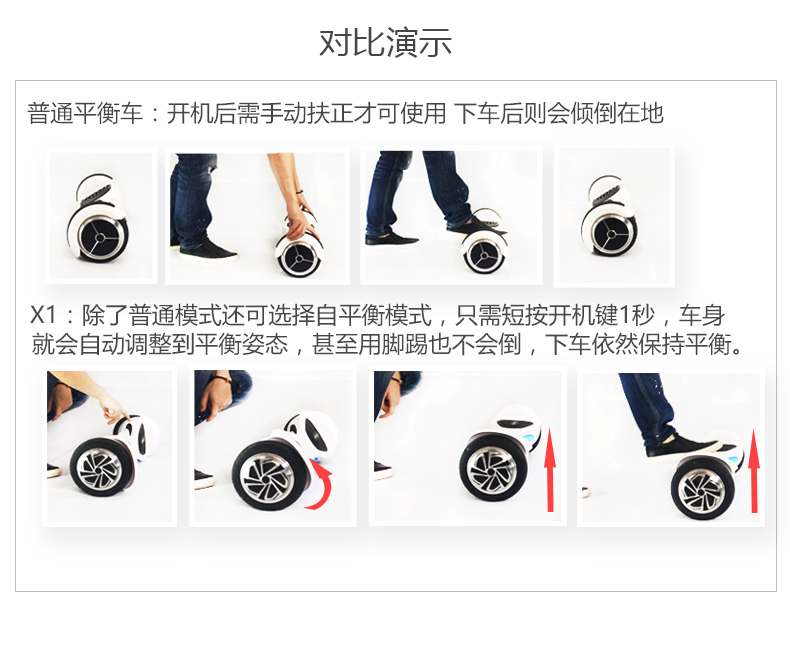 对比演示
普通平衡车：开机后需手动扶正才可使用 下车后则会倾倒在地
X1：除了普通模式还可选择自平衡模式，只需短按开机键1秒，车身
就会自动调整到平衡姿态，甚至用脚踢也不会倒，下车依然保持平衡。